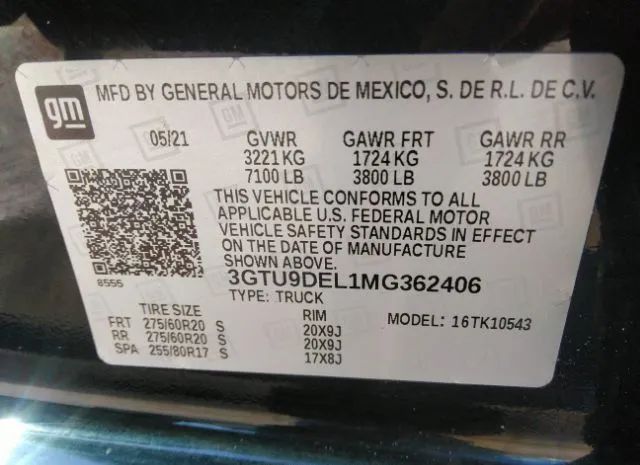 gm
MFD BY GENERAL MOTORS DE MEXICO, S. DE R.L. DE C.V.
05/21 GVWR GAWR FRT GAWR RR
3221 KG 1724 KG 1724 KG
7100 LB 3800 LB 3800 LB
THIS VEHICLE CONFORMS TO ALL
APPLICABLE U.S. FEDERAL MOTOR
VEHICLE SAFETY STANDARDS IN EFFECT
ON THE DATE OF MANUFACTURE
SHOWN ABOVE.
8555 3GTU9DEL1MG362406
TYPE: TRUCK
TIRE SIZE RIM MODEL: 16TK10543
FRT 275/60R20 S 20X9J
RR 275/60R20 S 20X9J
SPA 255/80R17 S 17X8J